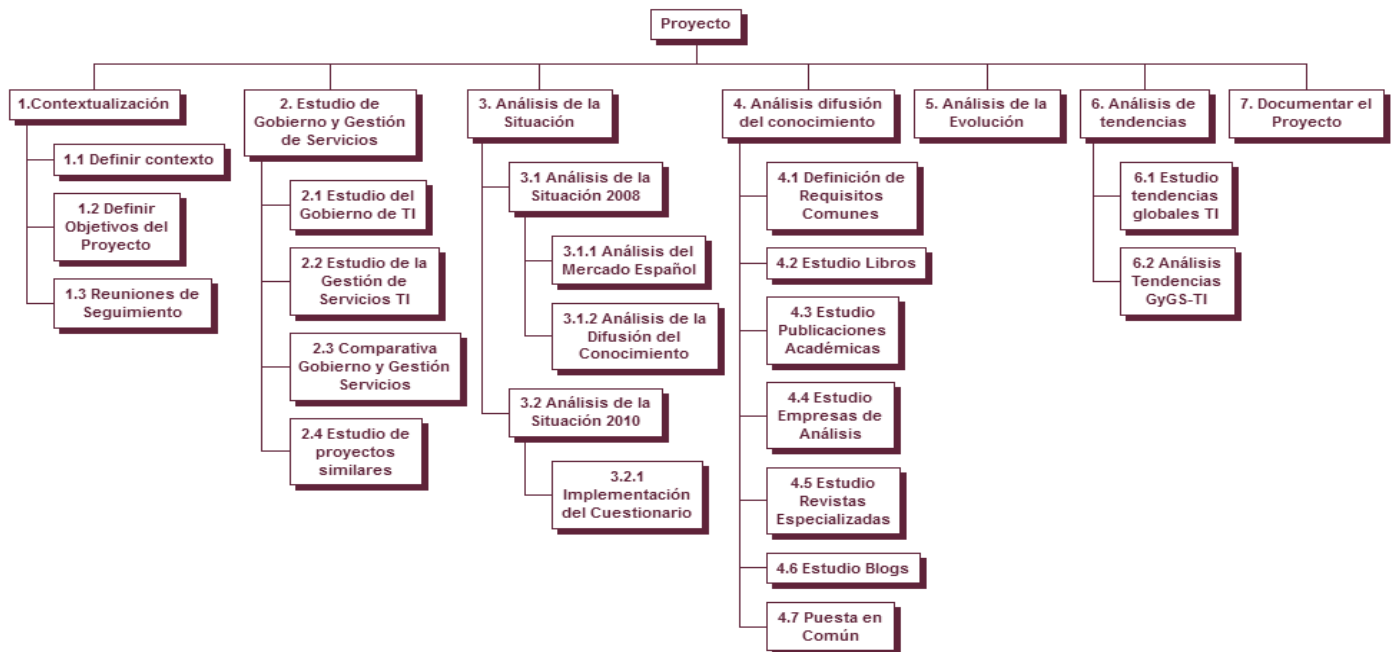 Proyecto
1.Contextualización
1.1 Definir contexto
1.2 Definir
Objetivos del
Proyecto
1.3 Reuniones de
Seguimiento
2. Estudio de
Gobierno y Gestión
de Servicios
2.1 Estudio del
Gobierno de TI
2.2 Estudio de la
Gestión de
Servicios TI
2.3 Comparativa
Gobierno y Gestión
Servicios
2.4 Estudio de
proyectos
similares
3. Análisis de la
Situación
3.1 Análisis de la
Situación 2008
3.1.1 Análisis del
Mercado Español
3.1.2 Análisis de la
Difusión del
Conocimiento
3.2 Análisis de la
Situación 2010
3.2.1
Implementación
del Cuestionario
4. Análisis difusión
del conocimiento
4.1 Definición de
Requisitos
Comunes
4.2 Estudio Libros
4.3 Estudio
Publicaciones
Académicas
4.4 Estudio
Empresas de
Análisis
4.5 Estudio
Revistas
Especializadas
4.6 Estudio Blogs
4.7 Puesta en
Común
5. Análisis de la
Evolución
6. Análisis de
tendencias
6.1 Estudio
tendencias
globales TI
6.2 Análisis
Tendencias
GyGS-TI
7. Documentar el
Proyecto